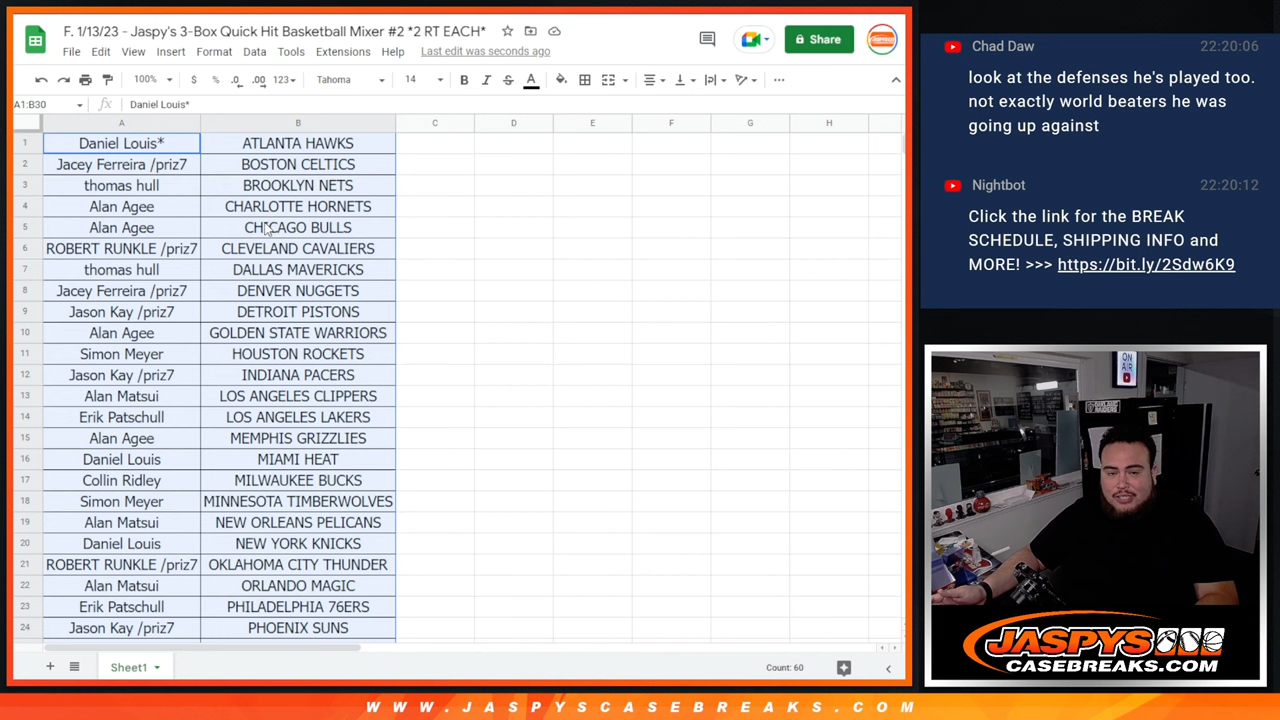 F. 1/13/23 - Jaspy's 3-Box Quick Hit Basketball Mixer #2 *2 RT EACH*
File Edit View Insert Format Data Tools Extensions Help Last edit was seconds ago
Share
100% $ % .0 .00 123 Tahoma 14 B I S A
A1:B30 fx Daniel Louis*
A B C D E F G H
1 Daniel Louis* ATLANTA HAWKS
2 Jacey Ferreira /priz7 BOSTON CELTICS
3 thomas hull BROOKLYN NETS
4 Alan Agee CHARLOTTE HORNETS
5 Alan Agee CHICAGO BULLS
6 ROBERT RUNKLE /priz7 CLEVELAND CAVALIERS
7 thomas hull DALLAS MAVERICKS
8 Jacey Ferreira /priz7 DENVER NUGGETS
9 Jason Kay /priz7 DETROIT PISTONS
10 Alan Agee GOLDEN STATE WARRIORS
11 Simon Meyer HOUSTON ROCKETS
12 Jason Kay /priz7 INDIANA PACERS
13 Alan Matsui LOS ANGELES CLIPPERS
14 Erik Patschull LOS ANGELES LAKERS
15 Alan Agee MEMPHIS GRIZZLIES
16 Daniel Louis MIAMI HEAT
17 Collin Ridley MILWAUKEE BUCKS
18 Simon Meyer MINNESOTA TIMBERWOLVES
19 Alan Matsui NEW ORLEANS PELICANS
20 Daniel Louis NEW YORK KNICKS
21 ROBERT RUNKLE /priz7 OKLAHOMA CITY THUNDER
22 Alan Matsui ORLANDO MAGIC
23 Erik Patschull PHILADELPHIA 76ERS
24 Jason Kay /priz7 PHOENIX SUNS
Sheet1
Count: 60
Chad Daw 22:20:06
look at the defenses he's played too.
not exactly world beaters he was
going up against
Nightbot 22:20:12
Click the link for the BREAK
SCHEDULE, SHIPPING INFO and
MORE! >>> https://bit.ly/2Sdw6K9
ON
AIR
JASPYS
CASEBREAKS.COM
WWW.JASPYSCASEBREAKS.COM